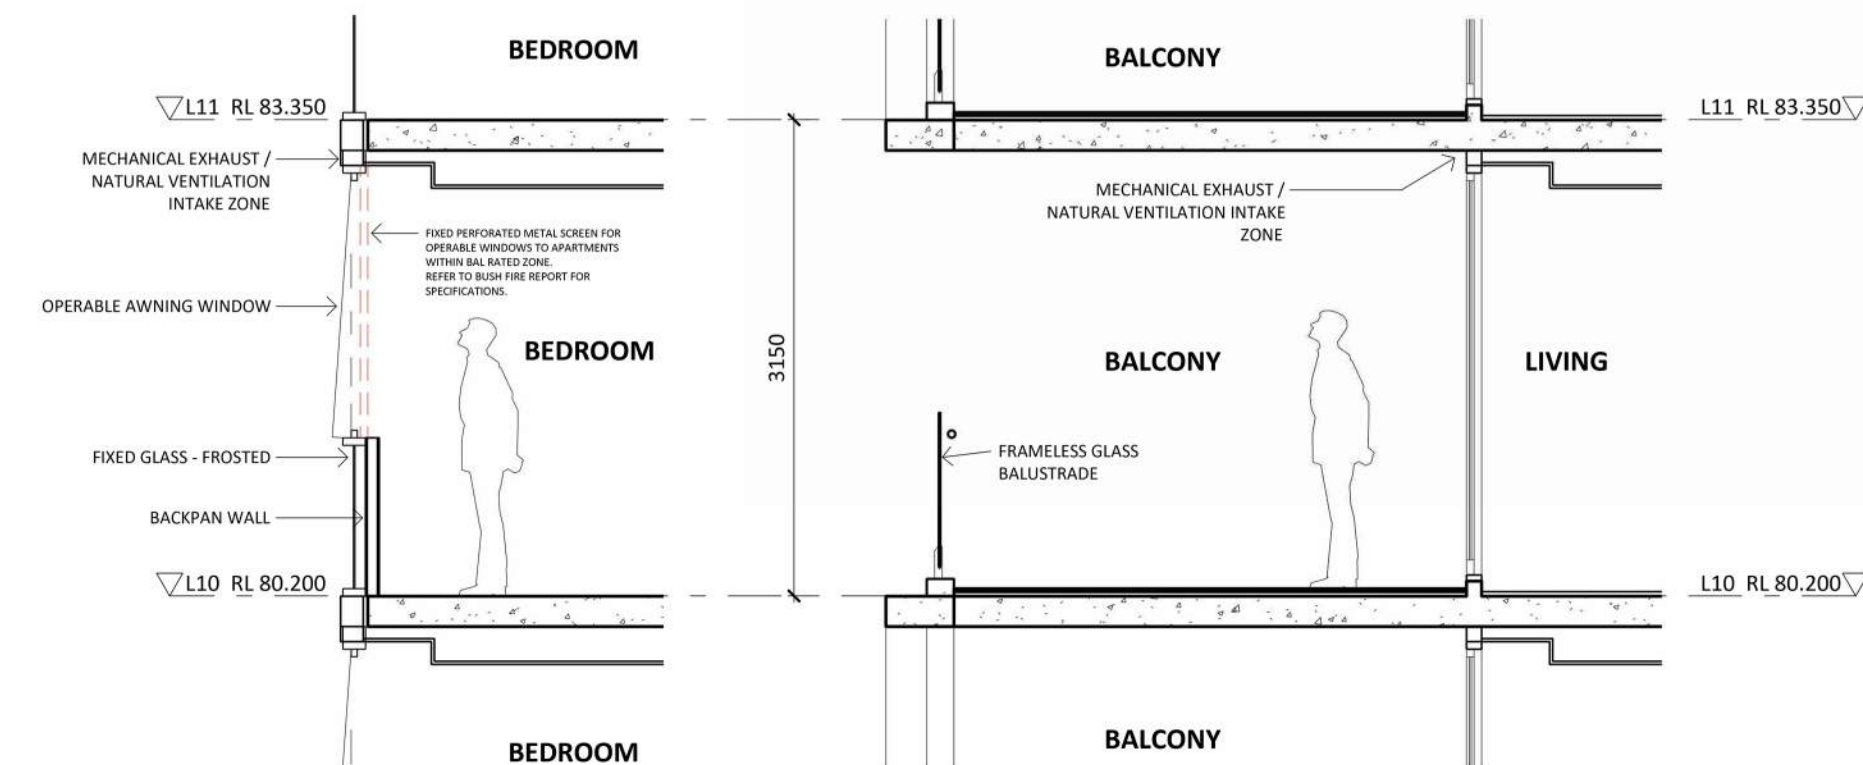 BEDROOM
BALCONY
L11 RL 83.350
L11 RL 83.350
MECHANICAL EXHAUST /
NATURAL VENTILATION
INTAKE ZONE
MECHANICAL EXHAUST /
NATURAL VENTILATION INTAKE
ZONE
FIXED PERFORATED METAL SCREEN FOR
OPERABLE WINDOWS TO APARTMENTS
WITHIN BAL RATED ZONE.
REFER TO BUSH FIRE REPORT FOR
SPECIFICATIONS.
OPERABLE AWNING WINDOW
BEDROOM
3150
BALCONY
LIVING
FIXED GLASS - FROSTED
FRAMELESS GLASS
BALUSTRADE
BACKPAN WALL
L10 RL 80.200
L10 RL 80.200
BEDROOM
BALCONY